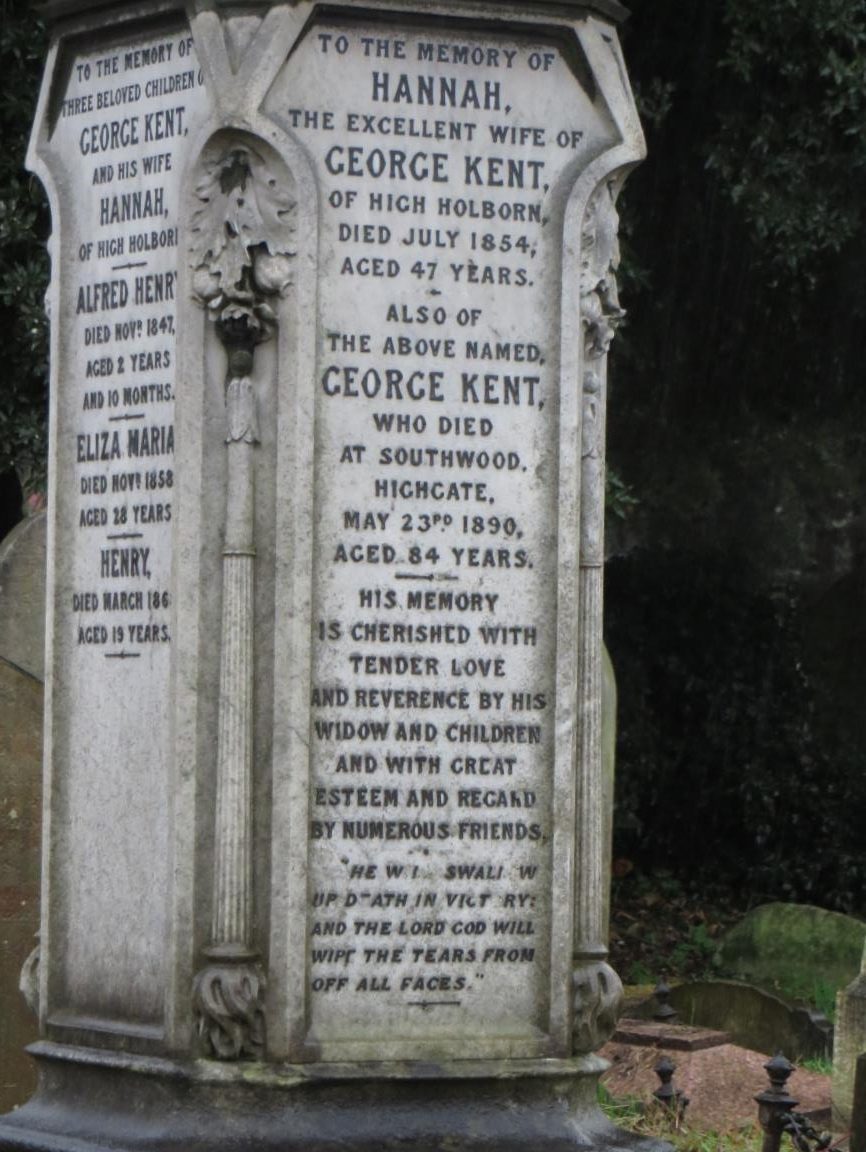 TO THE MEMORY OF
THREE BELOVED CHILDREN O
GEORGE KENT,
AND HIS WIFE
HANNAH,
OF HIGH HOLBORN
ALFRED HENRY
DIED NOVR 1847,
AGED 2 YEARS
AND 10 MONTHS.
ELIZA MARIA
DIED NOVR 1858
AGED 28 YEARS
HENRY,
DIED MARCH 186
AGED 19 YEARS.
TO THE MEMORY OF
HANNAH,
THE EXCELLENT WIFE OF
GEORGE KENT,
OF HIGH HOLBORN,
DIED JULY 1854,
AGED 47 YEARS.
ALSO OF
THE ABOVE NAMED,
GEORGE KENT,
WHO DIED
AT SOUTHWOOD,
HIGHGATE,
MAY 23RD 1890,
AGED 84 YEARS.
HIS MEMORY
IS CHERISHED WITH
TENDER LOVE
AND REVERENCE BY HIS
WIDOW AND CHILDREN
AND WITH GREAT
ESTEEM AND REGARD
BY NUMEROUS FRIENDS.
"HE WILL SWALLOW
UP DEATH IN VICTORY:
AND THE LORD GOD WILL
WIPE THE TEARS FROM
OFF ALL FACES."